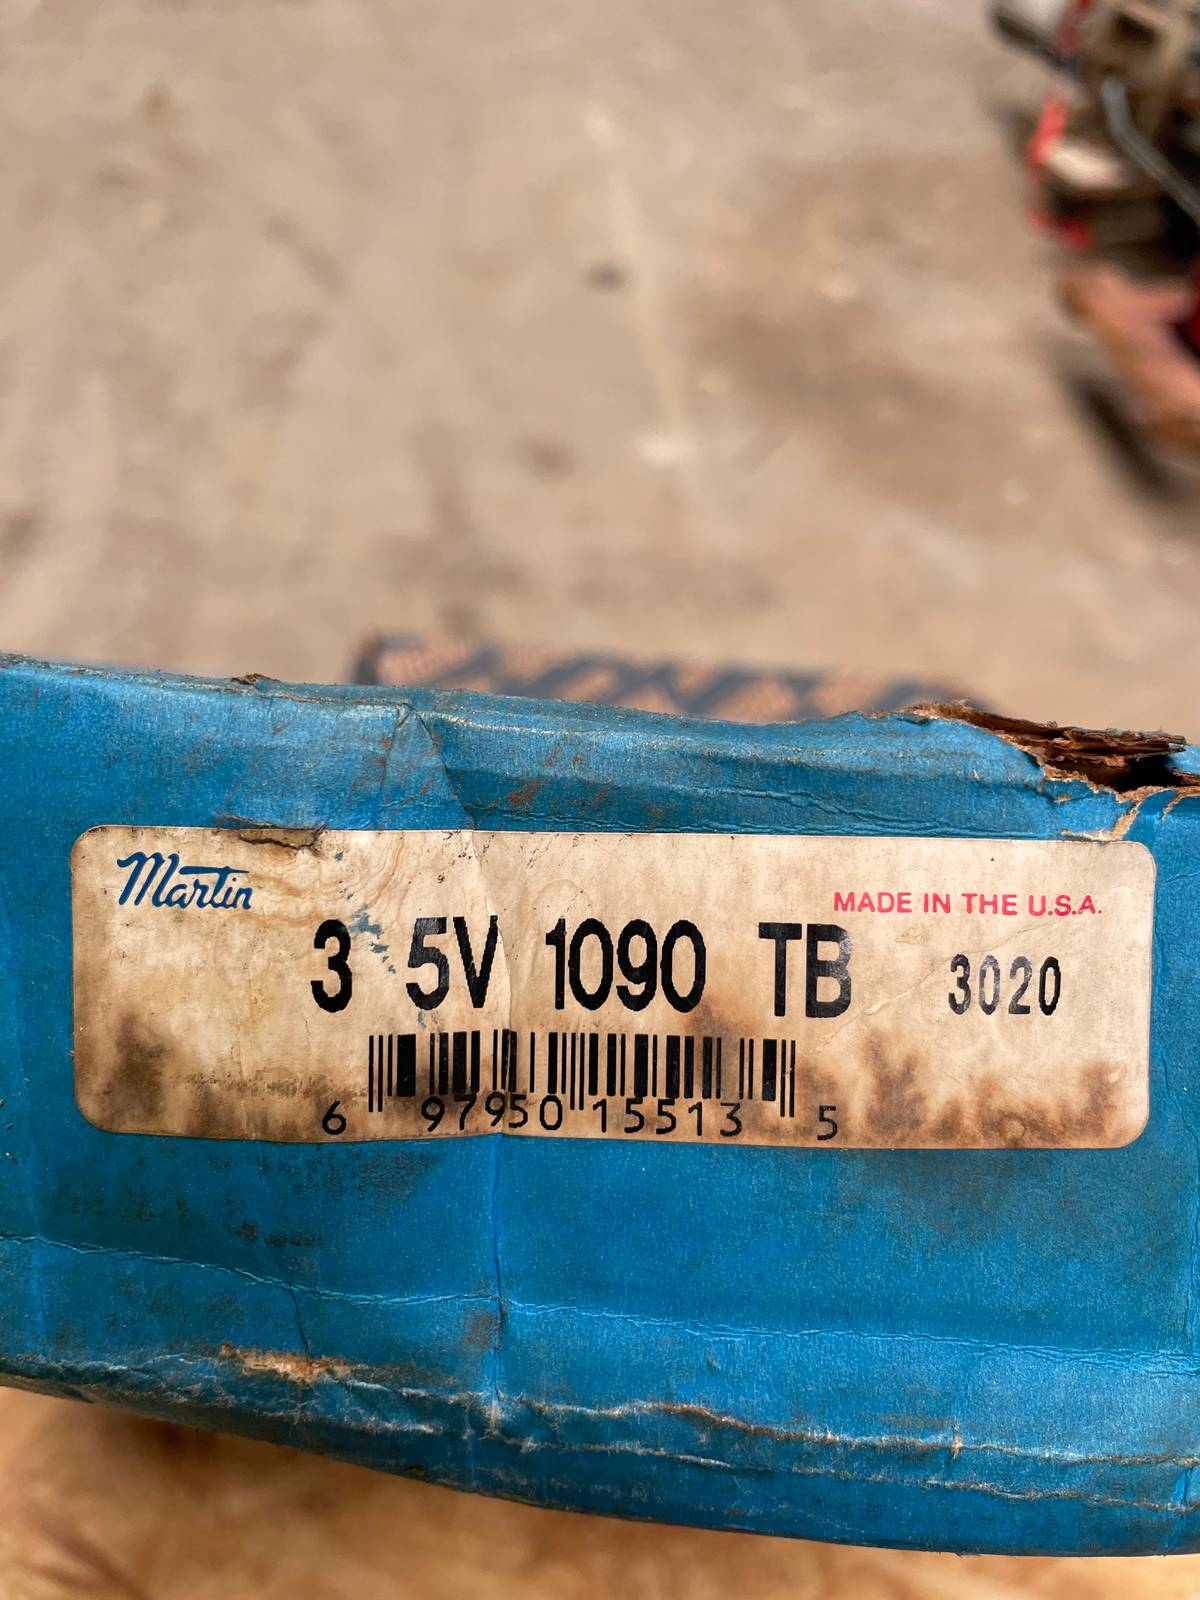 Martin
MADE IN THE U.S.A.
3 5V 1090 TB 3020
6 97950 15513 5